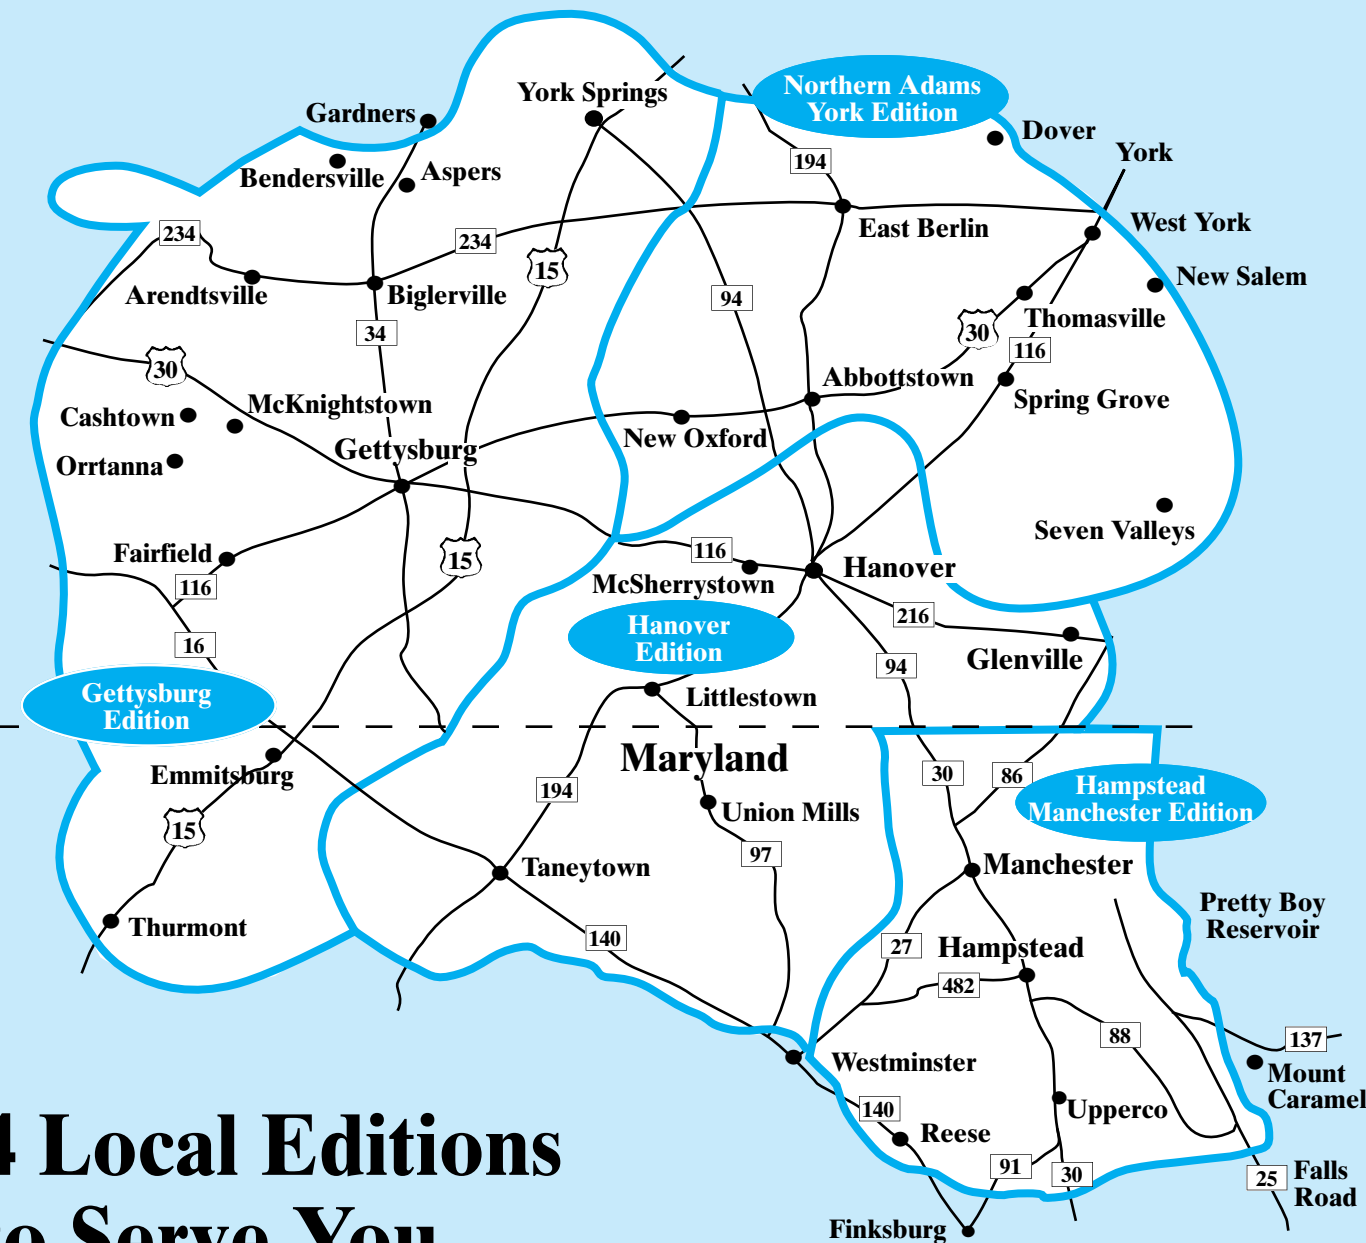 York Springs
Northern Adams
York Edition
Gardners
Dover
York
194
Bendersville
Aspers
234
234
East Berlin
West York
15
New Salem
Arendtsville
Biglerville
94
Thomasville
34
30
116
30
Abbottstown
McKnightstown
Spring Grove
Cashtown
New Oxford
Gettysburg
Orrtanna
Seven Valleys
Fairfield
15
116
116
McSherrystown
Hanover
216
Hanover
Edition
16
94
Glenville
Gettysburg
Edition
Littlestown
Maryland
Emmitsburg
30
86
194
Hampstead
Manchester Edition
15
Union Mills
97
Taneytown
Manchester
Thurmont
Pretty Boy
Reservoir
140
27
Hampstead
482
88
137
Westminster
Mount
Caramel
140
Upperco
4 Local Editions
Reese
91
30
25
Falls
Road
to Serve You
Finksburg